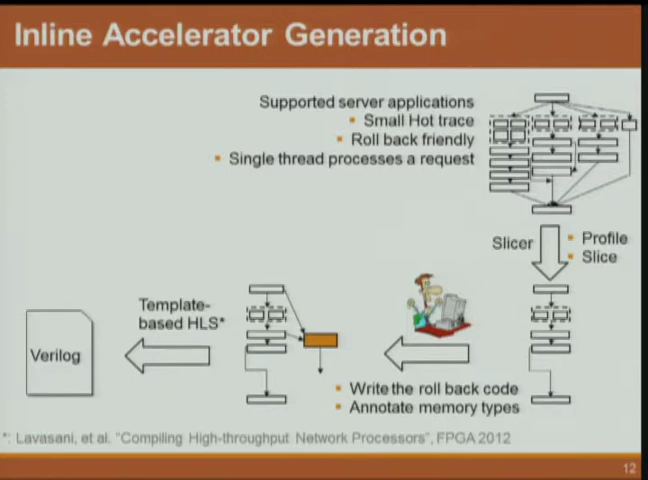 Inline Accelerator Generation
Supported server applications
▪ Small Hot trace
▪ Roll back friendly
▪ Single thread processes a request
Slicer
▪ Profile
▪ Slice
Template-
based HLS*
Verilog
▪ Write the roll back code
▪ Annotate memory types
*: Lavasani, et al. "Compiling High-throughput Network Processors", FPGA 2012
12